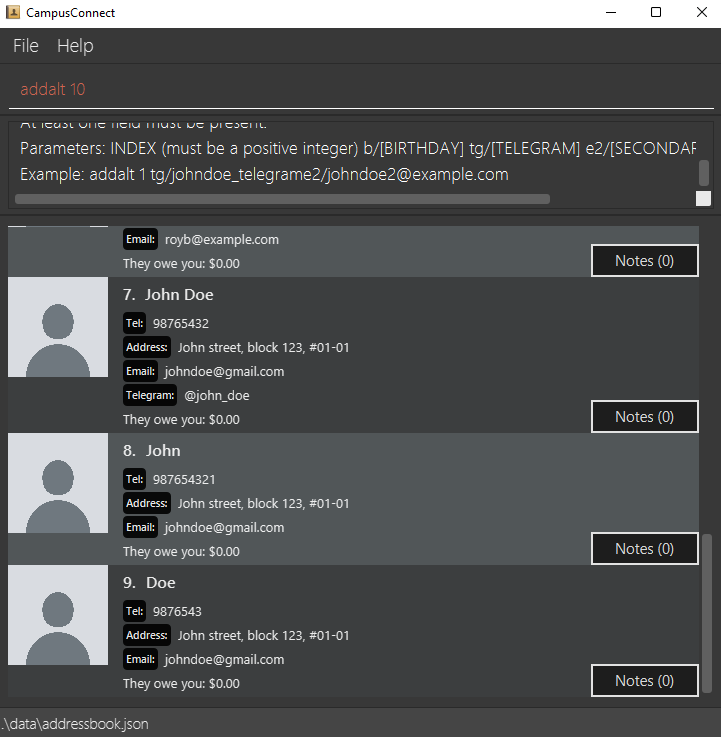 CampusConnect
File Help
addalt 10
At least one field must be present.
Parameters: INDEX (must be a positive integer) b/[BIRTHDAY] tg/[TELEGRAM] e2/[SECONDAR
Example: addalt 1 tg/johndoe_telegrame2/johndoe2@example.com
Email: royb@example.com
They owe you: $0.00
Notes (0)
7. John Doe
Tel: 98765432
Address: John street, block 123, #01-01
Email: johndoe@gmail.com
Telegram: @john_doe
They owe you: $0.00
Notes (0)
8. John
Tel: 987654321
Address: John street, block 123, #01-01
Email: johndoe@gmail.com
They owe you: $0.00
Notes (0)
9. Doe
Tel: 9876543
Address: John street, block 123, #01-01
Email: johndoe@gmail.com
They owe you: $0.00
Notes (0)
.\data\addressbook.json